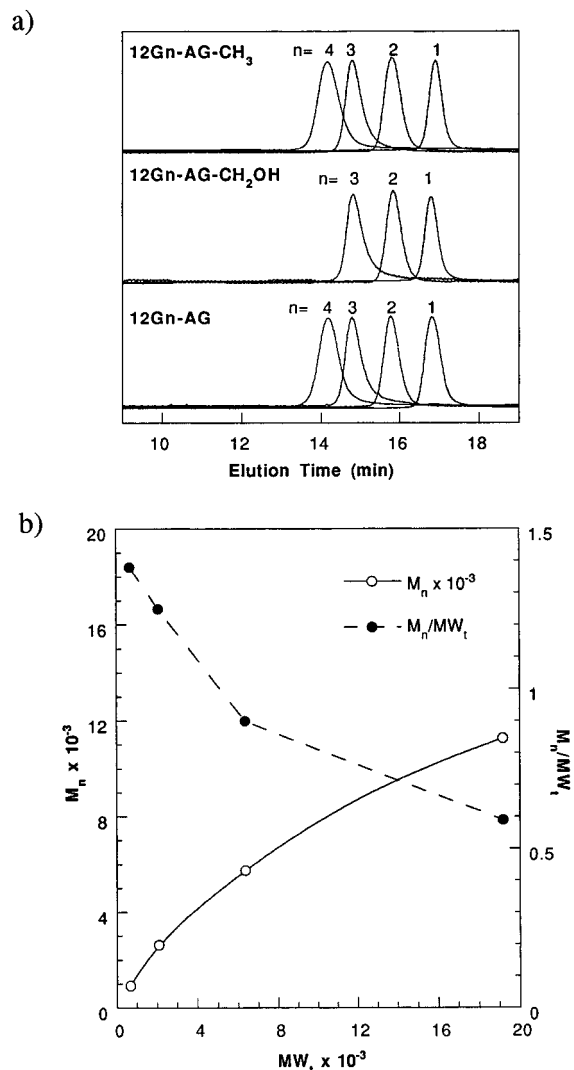 a)
12Gn-AG-CH₃ n= 4 3 2 1
12Gn-AG-CH₂OH n= 3 2 1
12Gn-AG n= 4 3 2 1
10 12 14 16 18
Elution Time (min)
b)
20 1.5
16
12 1
8 0.5
4
0 0
Mₙ x 10⁻³
Mₙ/MWₜ
Mₙ x 10⁻³
Mₙ/MWₜ
0 4 8 12 16 20
MWₜ x 10⁻³